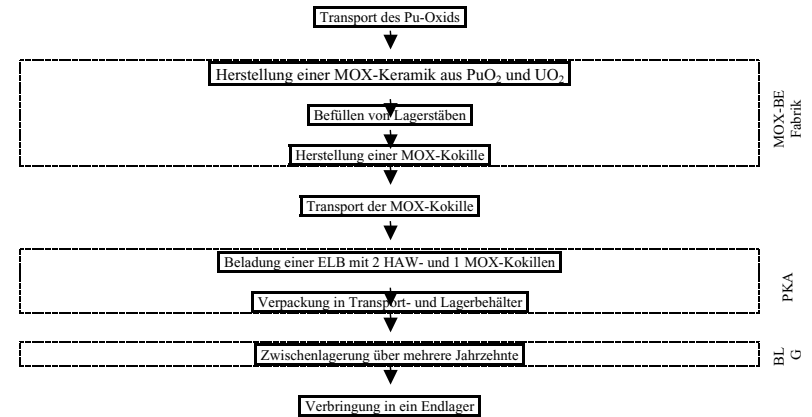 Transport des Pu-Oxids
Herstellung einer MOX-Keramik aus PuO₂ und UO₂
Befüllen von Lagerstäben
Herstellung einer MOX-Kokille
MOX-BE
Fabrik
Transport der MOX-Kokille
Beladung einer ELB mit 2 HAW- und 1 MOX-Kokillen
Verpackung in Transport- und Lagerbehälter
PKA
Zwischenlagerung über mehrere Jahrzehnte
BL
G
Verbringung in ein Endlager